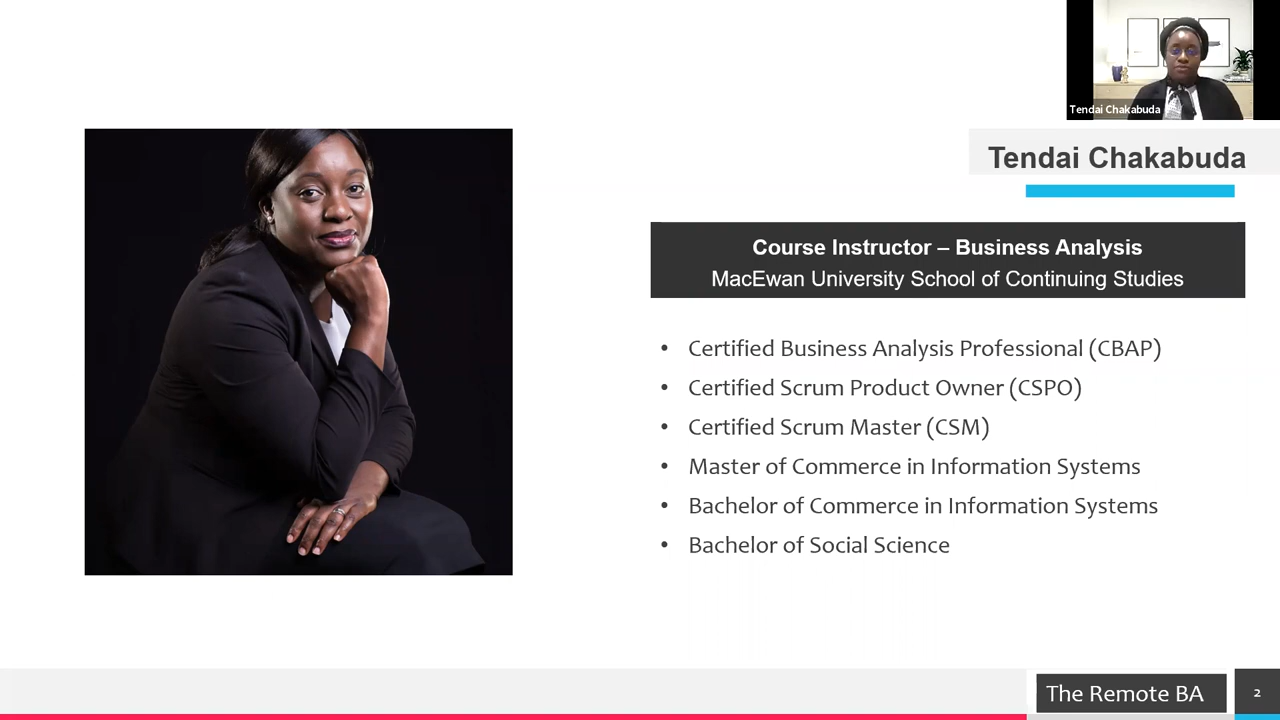 Tendai Chakabuda
Tendai Chakabuda
Course Instructor – Business Analysis
MacEwan University School of Continuing Studies
• Certified Business Analysis Professional (CBAP)
• Certified Scrum Product Owner (CSPO)
• Certified Scrum Master (CSM)
• Master of Commerce in Information Systems
• Bachelor of Commerce in Information Systems
• Bachelor of Social Science
The Remote BA
2